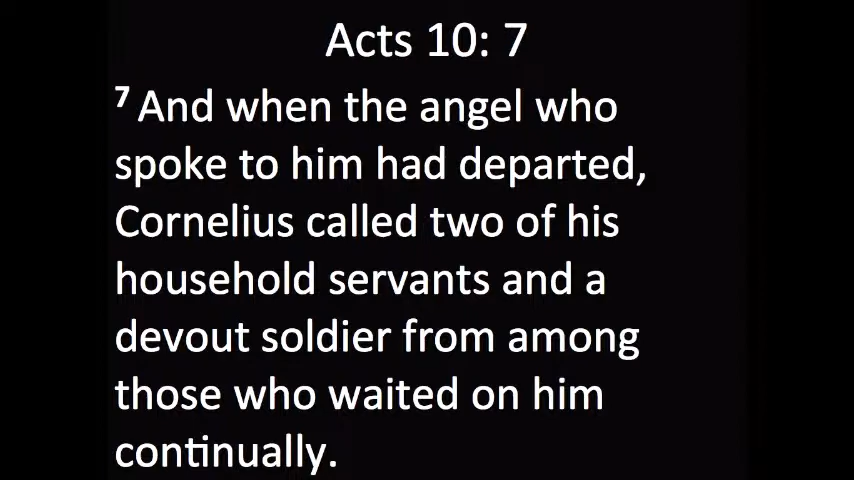 Acts 10: 7
7 And when the angel who
spoke to him had departed,
Cornelius called two of his
household servants and a
devout soldier from among
those who waited on him
continually.